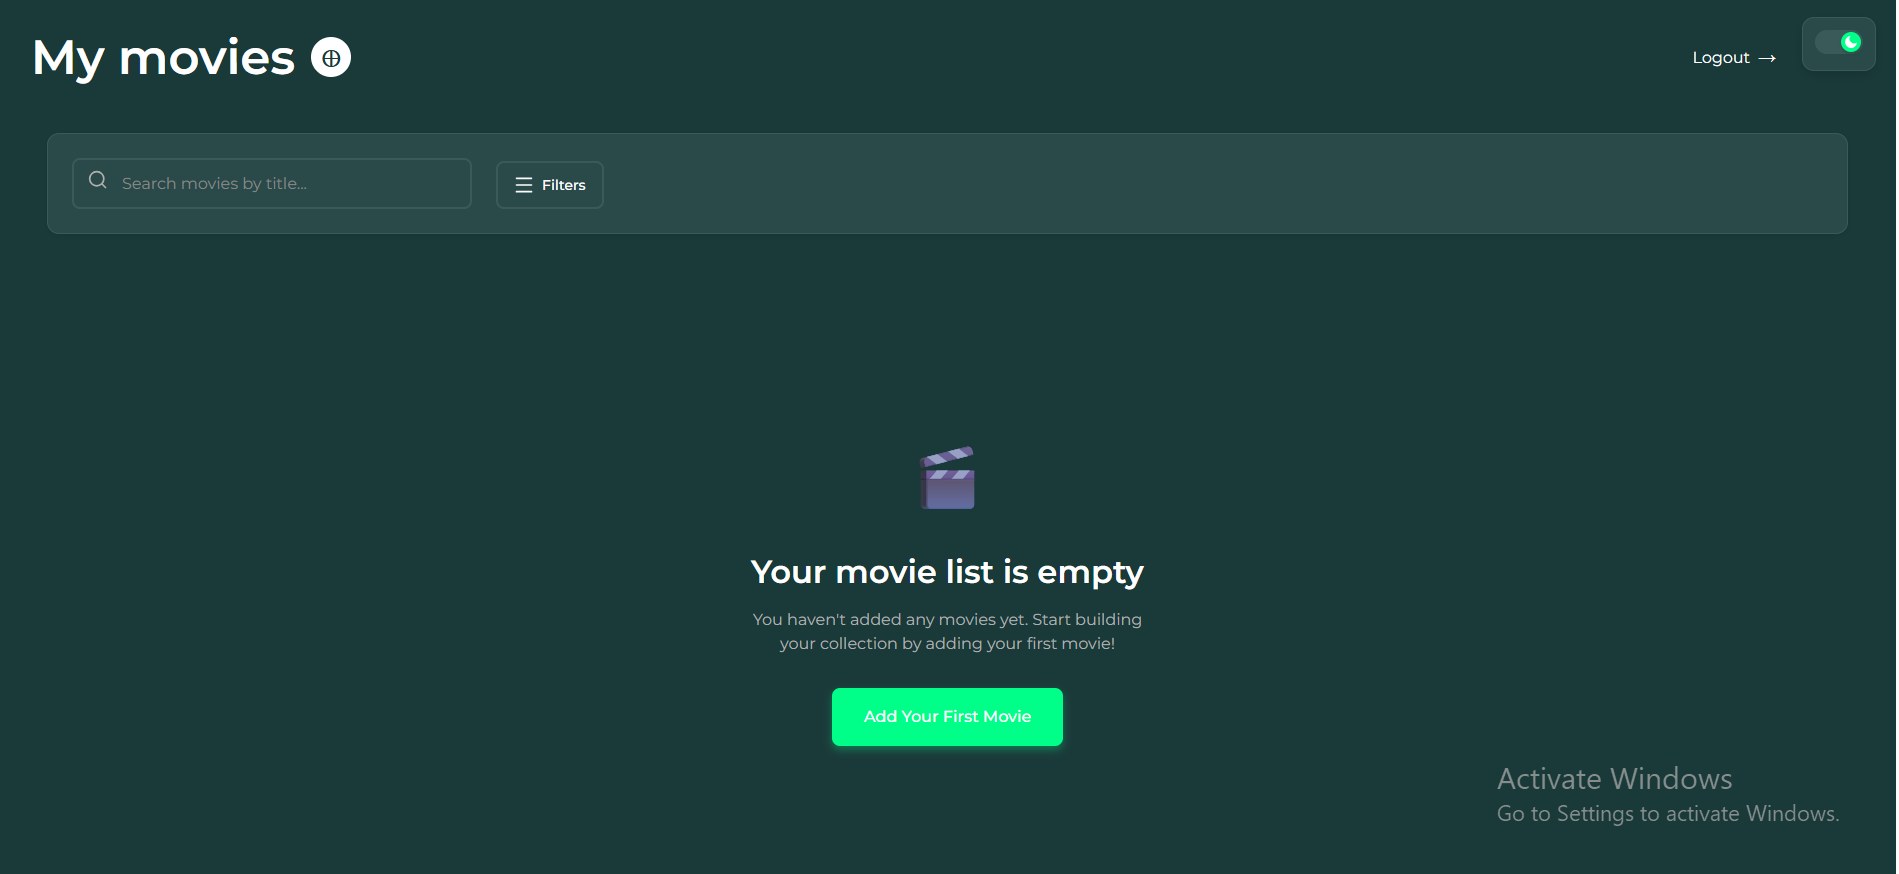 My movies
Logout →
Search movies by title...
Filters
Your movie list is empty
You haven't added any movies yet. Start building
your collection by adding your first movie!
Add Your First Movie
Activate Windows
Go to Settings to activate Windows.